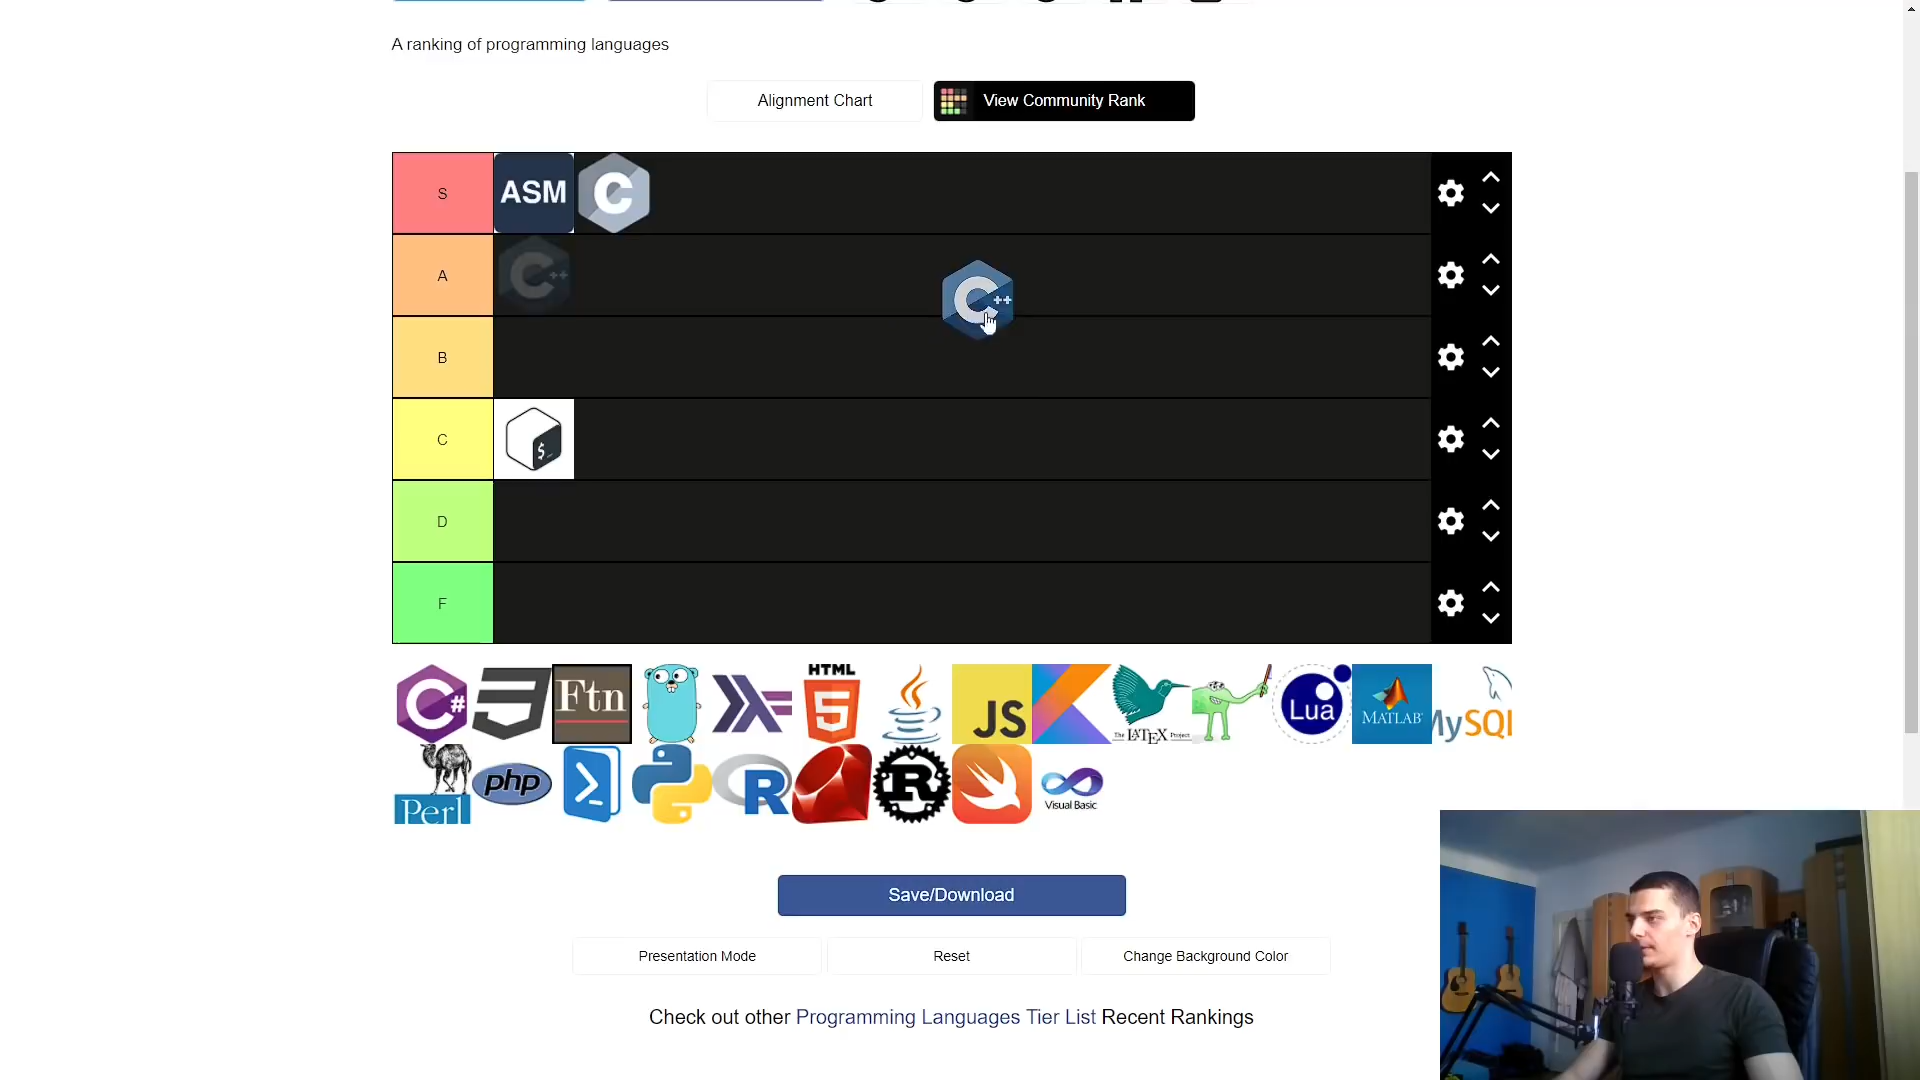 A ranking of programming languages
Alignment Chart
View Community Rank
S
ASM
C
A
C++
C++
B
C
$_
D
F
C#
3
Ftn
HTML
5
JS
The LATEX Project
Lua
MATLAB
MySQL
Perl
php
R
R
Visual Basic
Save/Download
Presentation Mode
Reset
Change Background Color
Check out other Programming Languages Tier List Recent Rankings